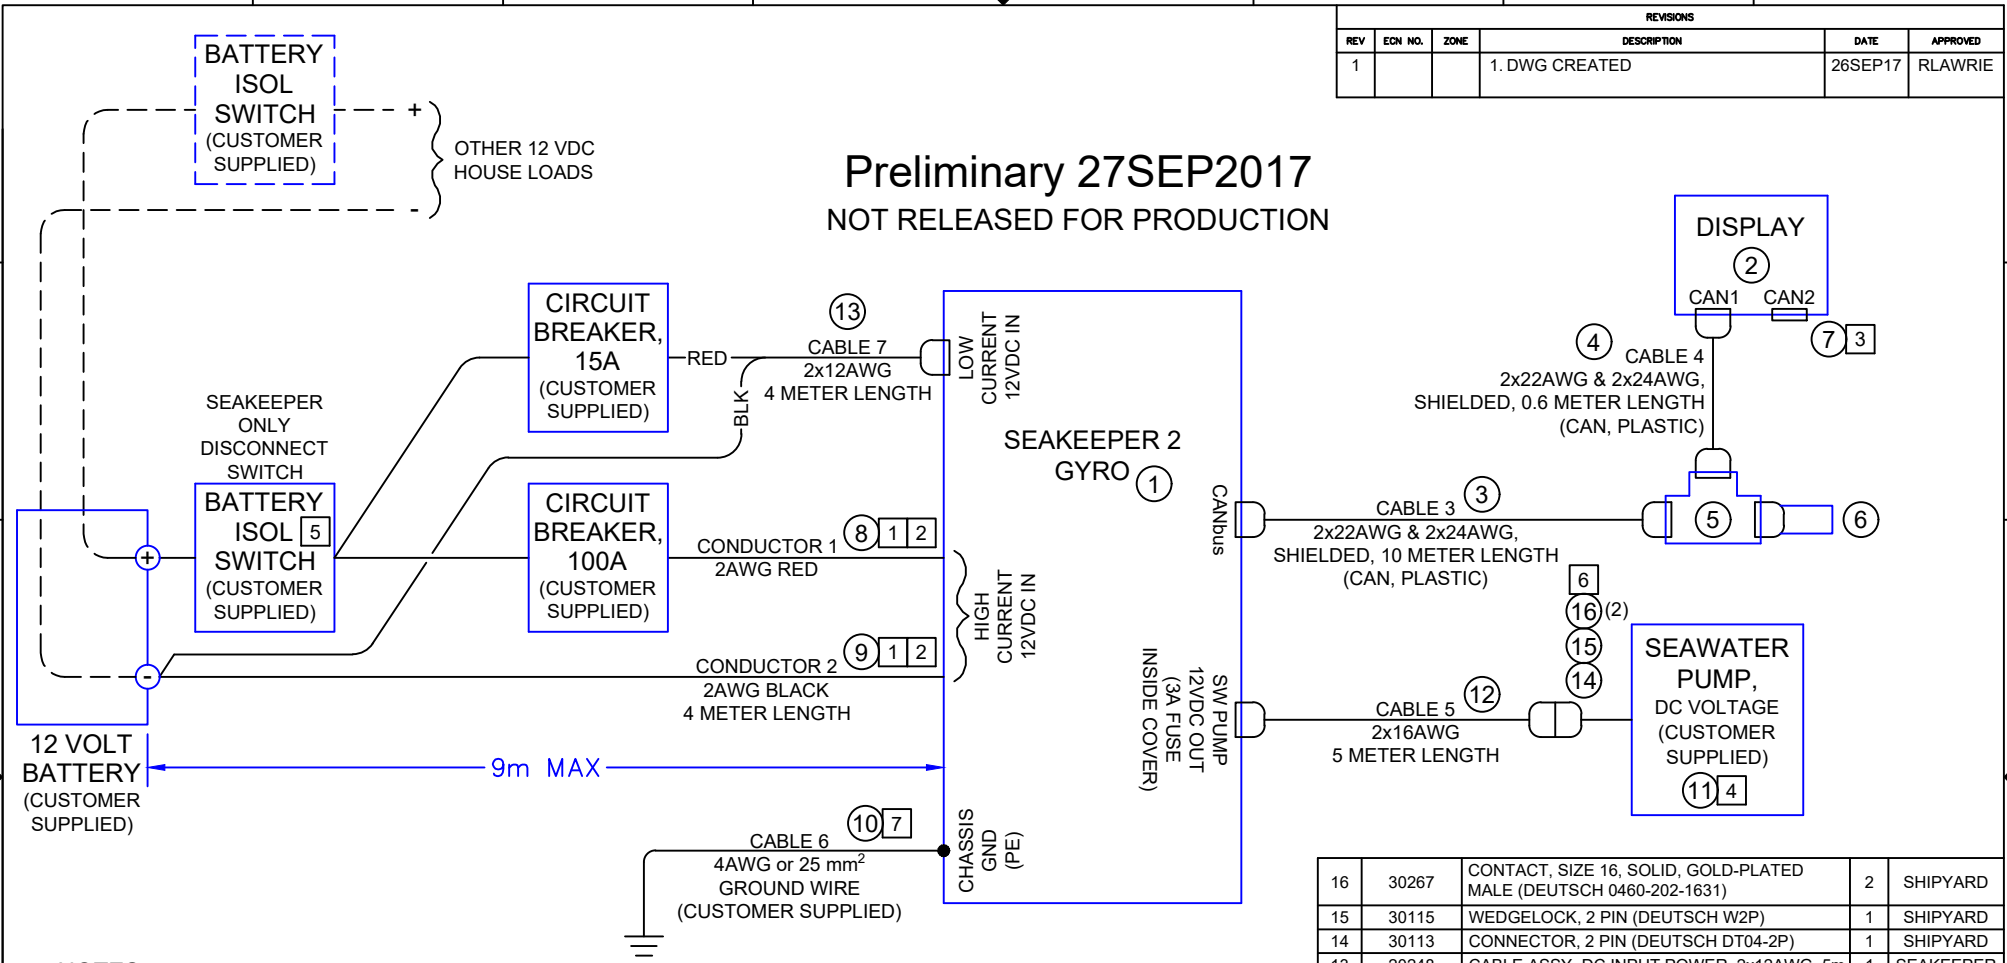 REVISIONS
REV ECN NO. ZONE DESCRIPTION DATE APPROVED
1 1. DWG CREATED 26SEP17 RLAWRIE
BATTERY
ISOL
SWITCH
(CUSTOMER
SUPPLIED)
+
-
OTHER 12 VDC
HOUSE LOADS
Preliminary 27SEP2017
NOT RELEASED FOR PRODUCTION
DISPLAY
2
CAN1 CAN2
7 3
4
CABLE 4
2x22AWG & 2x24AWG,
SHIELDED, 0.6 METER LENGTH
(CAN, PLASTIC)
CIRCUIT
BREAKER,
15A
(CUSTOMER
SUPPLIED)
RED
BLK
13
CABLE 7
2x12AWG
4 METER LENGTH
LOW
CURRENT
12VDC IN
SEAKEEPER 2
GYRO 1
SEAKEEPER
ONLY
DISCONNECT
SWITCH
BATTERY
ISOL 5
SWITCH
(CUSTOMER
SUPPLIED)
CIRCUIT
BREAKER,
100A
(CUSTOMER
SUPPLIED)
8 1 2
CONDUCTOR 1
2AWG RED
HIGH
CURRENT
12VDC IN
9 1 2
CONDUCTOR 2
2AWG BLACK
4 METER LENGTH
+
-
12 VOLT
BATTERY
(CUSTOMER
SUPPLIED)
9m MAX
CANbus
CABLE 3 3
2x22AWG & 2x24AWG,
SHIELDED, 10 METER LENGTH
(CAN, PLASTIC)
5
6
6
16 (2)
15
14
SW PUMP
12VDC OUT
(3A FUSE
INSIDE COVER)
CABLE 5 12
2x16AWG
5 METER LENGTH
SEAWATER
PUMP,
DC VOLTAGE
(CUSTOMER
SUPPLIED)
11 4
10 7
CABLE 6
4AWG or 25 mm²
GROUND WIRE
(CUSTOMER SUPPLIED)
CHASSIS
GND
(PE)
16 30267 CONTACT, SIZE 16, SOLID, GOLD-PLATED 2 SHIPYARD
MALE (DEUTSCH 0460-202-1631)
15 30115 WEDGELOCK, 2 PIN (DEUTSCH W2P) 1 SHIPYARD
14 30113 CONNECTOR, 2 PIN (DEUTSCH DT04-2P) 1 SHIPYARD